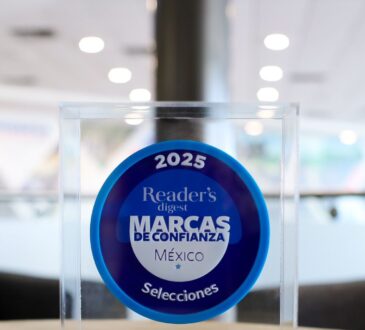 2025
Reader's
digest
MARCAS
DE CONFIANZA
MÉXICO
Selecciones